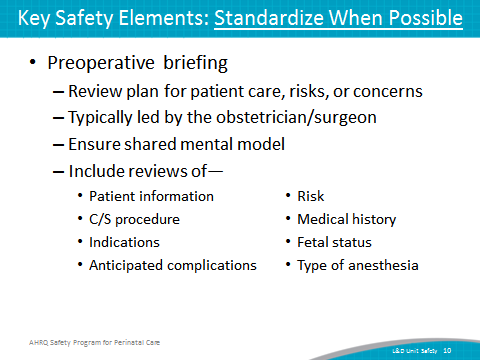 Key Safety Elements: Standardize When Possible
• Preoperative briefing
– Review plan for patient care, risks, or concerns
– Typically led by the obstetrician/surgeon
– Ensure shared mental model
– Include reviews of—
• Patient information
• C/S procedure
• Indications
• Anticipated complications
• Risk
• Medical history
• Fetal status
• Type of anesthesia
AHRQ Safety Program for Perinatal Care
L&D Unit Safety 10